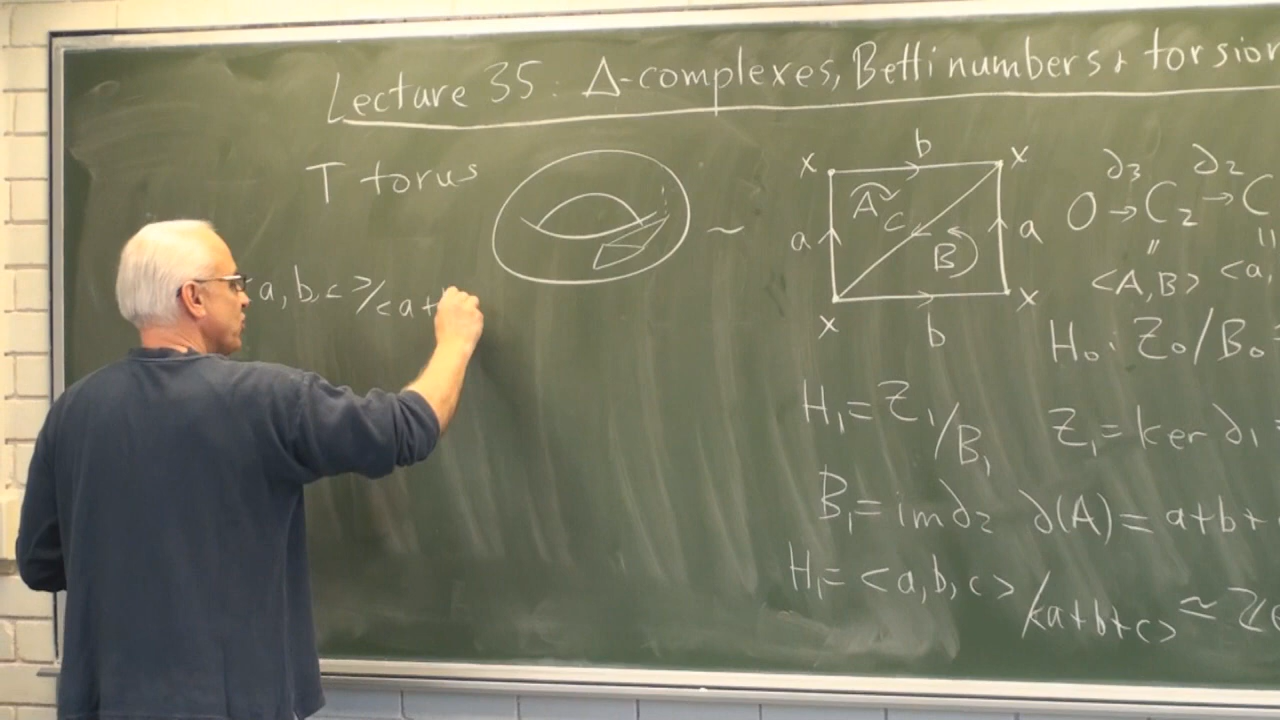 Lecture 35: Δ-complexes, Betti numbers + torsion
T torus
~
x b x
A
a c a
B
x b x
∂₃ ∂₂
0 → C₂ → C
〃 〃
<A,B> <a,
a, b, c >/<a+
H₀ : Z₀/B₀ =
H₁ = Z₁/B₁ Z₁ = ker ∂₁ =
B₁ = im ∂₂ ∂(A) = a+b+
H₁ = <a, b, c>/<a+b+c> ≃ Z